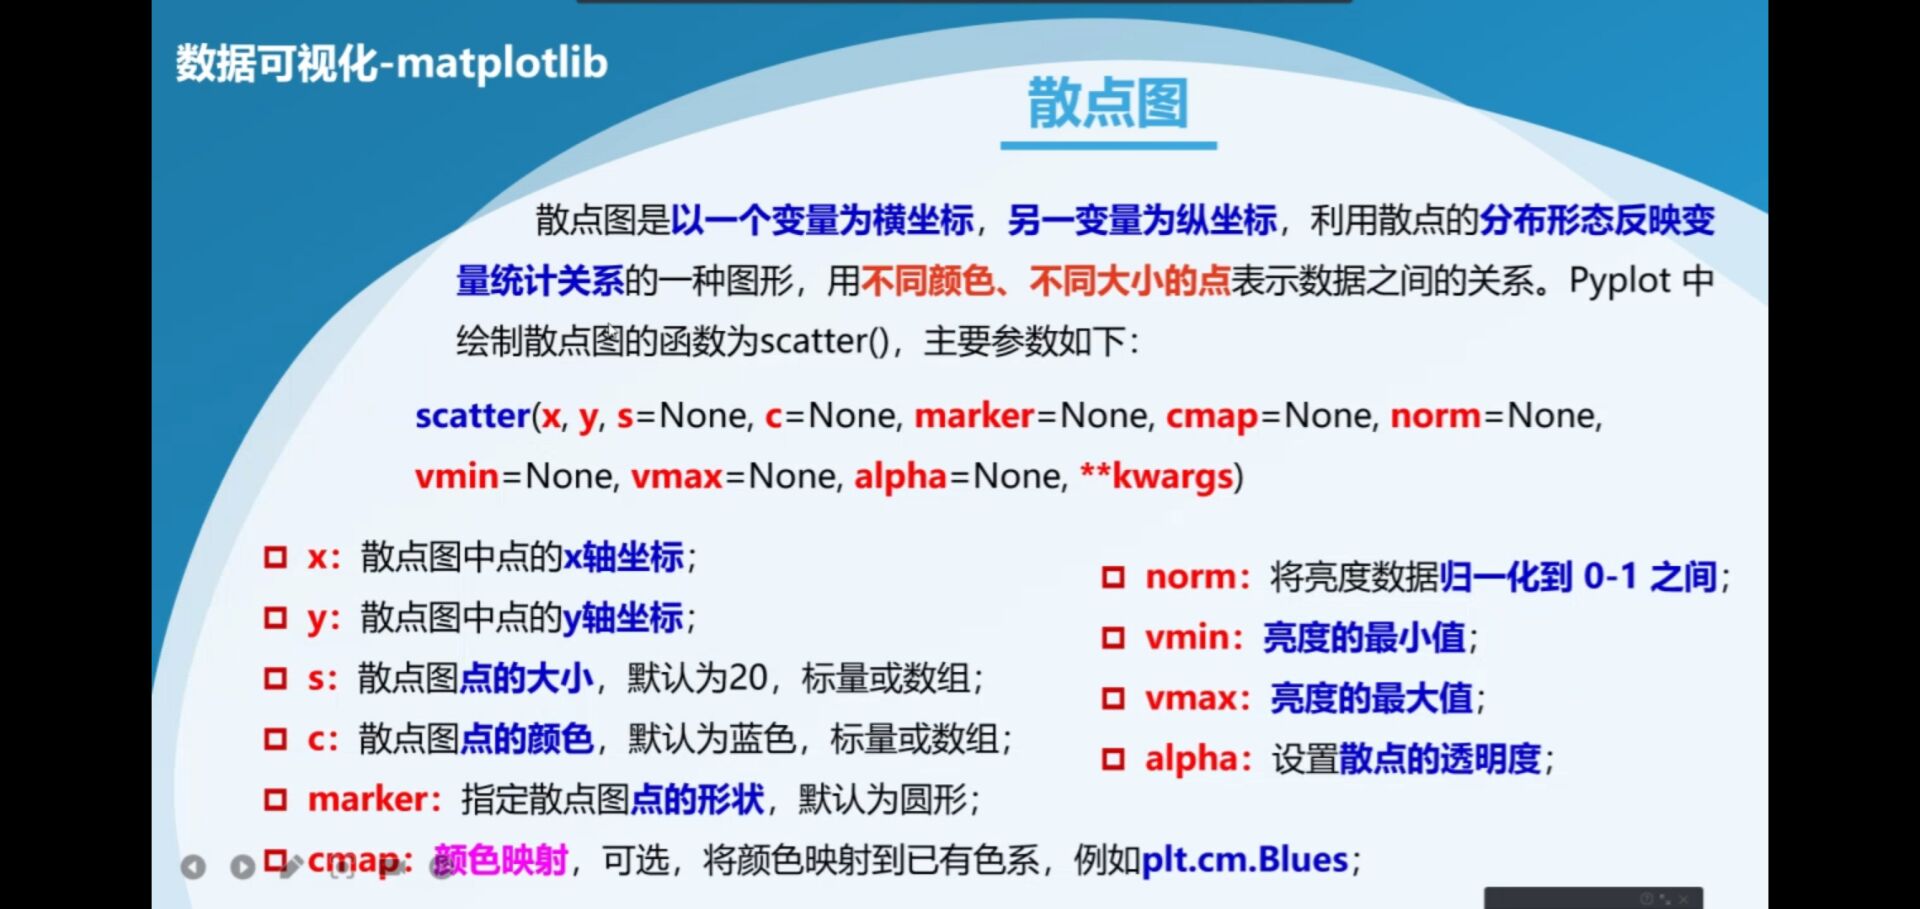 数据可视化-matplotlib
散点图
散点图是以一个变量为横坐标，另一变量为纵坐标，利用散点的分布形态反映变
量统计关系的一种图形，用不同颜色、不同大小的点表示数据之间的关系。Pyplot 中
绘制散点图的函数为scatter()，主要参数如下：
scatter(x, y, s=None, c=None, marker=None, cmap=None, norm=None,
vmin=None, vmax=None, alpha=None, **kwargs)
x：散点图中点的x轴坐标；
y：散点图中点的y轴坐标；
s：散点图点的大小，默认为20，标量或数组；
c：散点图点的颜色，默认为蓝色，标量或数组；
marker：指定散点图点的形状，默认为圆形；
cmap：颜色映射，可选，将颜色映射到已有色系，例如plt.cm.Blues；
norm：将亮度数据归一化到 0-1 之间；
vmin：亮度的最小值；
vmax：亮度的最大值；
alpha：设置散点的透明度；